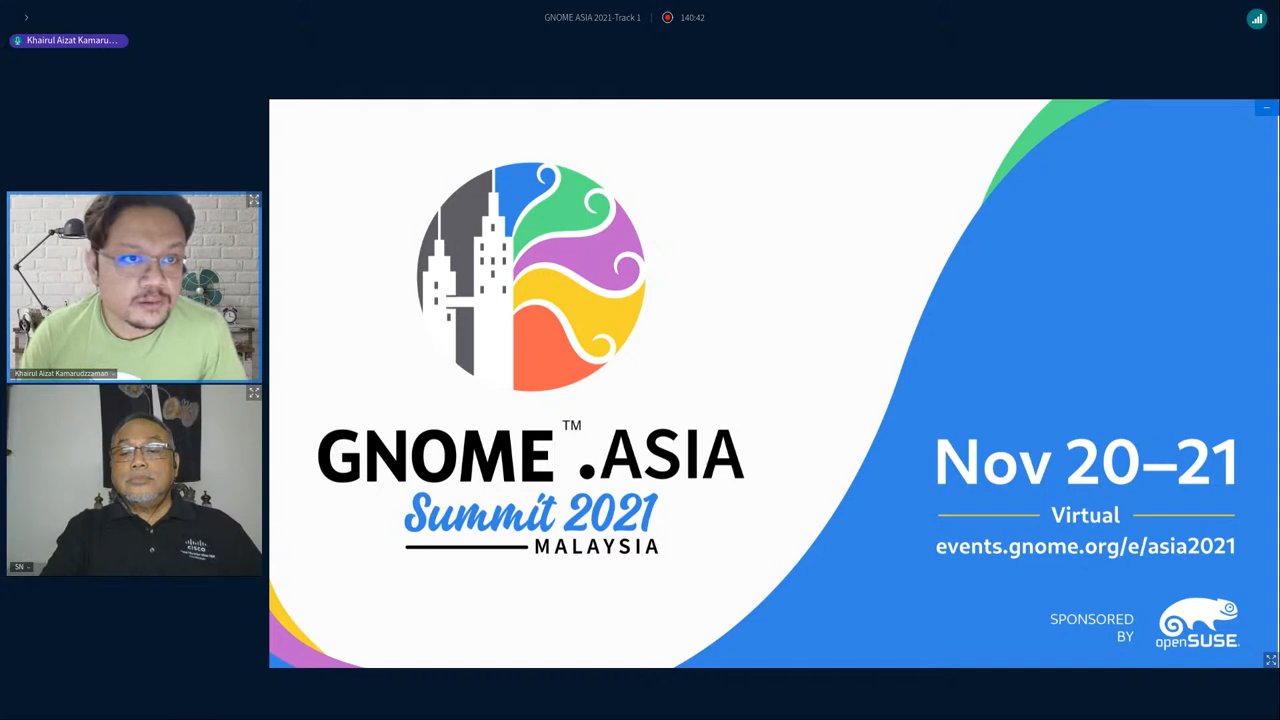 GNOME ASIA 2021-Track 1
140:42
Khairul Aizat Kamaru...
Khairul Aizat Kamarudzzaman
CISCO
SN
GNOME™.ASIA
Summit 2021
MALAYSIA
Nov 20–21
Virtual
events.gnome.org/e/asia2021
SPONSORED
BY
openSUSE